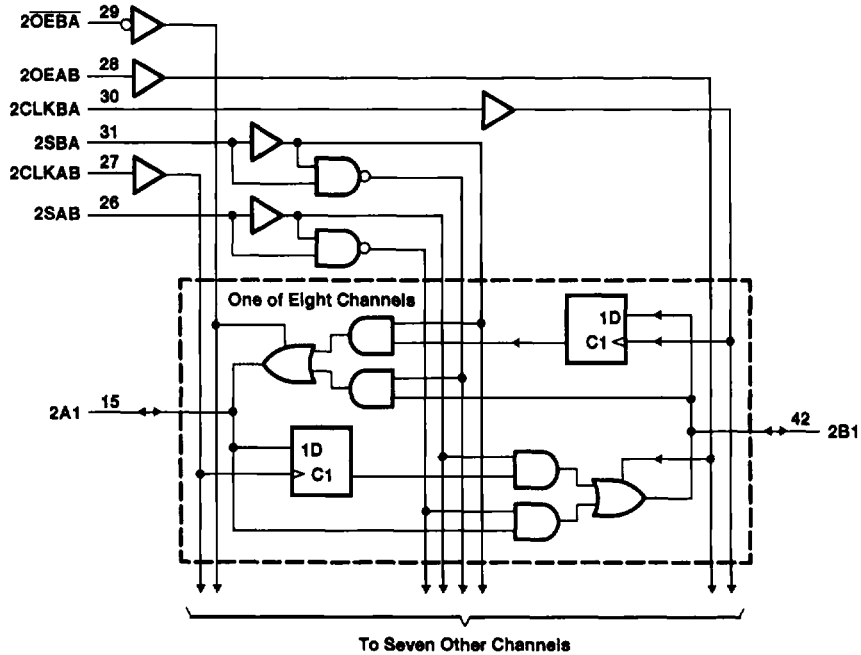 2O̅E̅B̅A̅ 29
2OEAB 28
2CLKBA 30
2SBA 31
2CLKAB 27
2SAB 26
One of Eight Channels
1D
C1
2A1 15
42 2B1
1D
C1
To Seven Other Channels